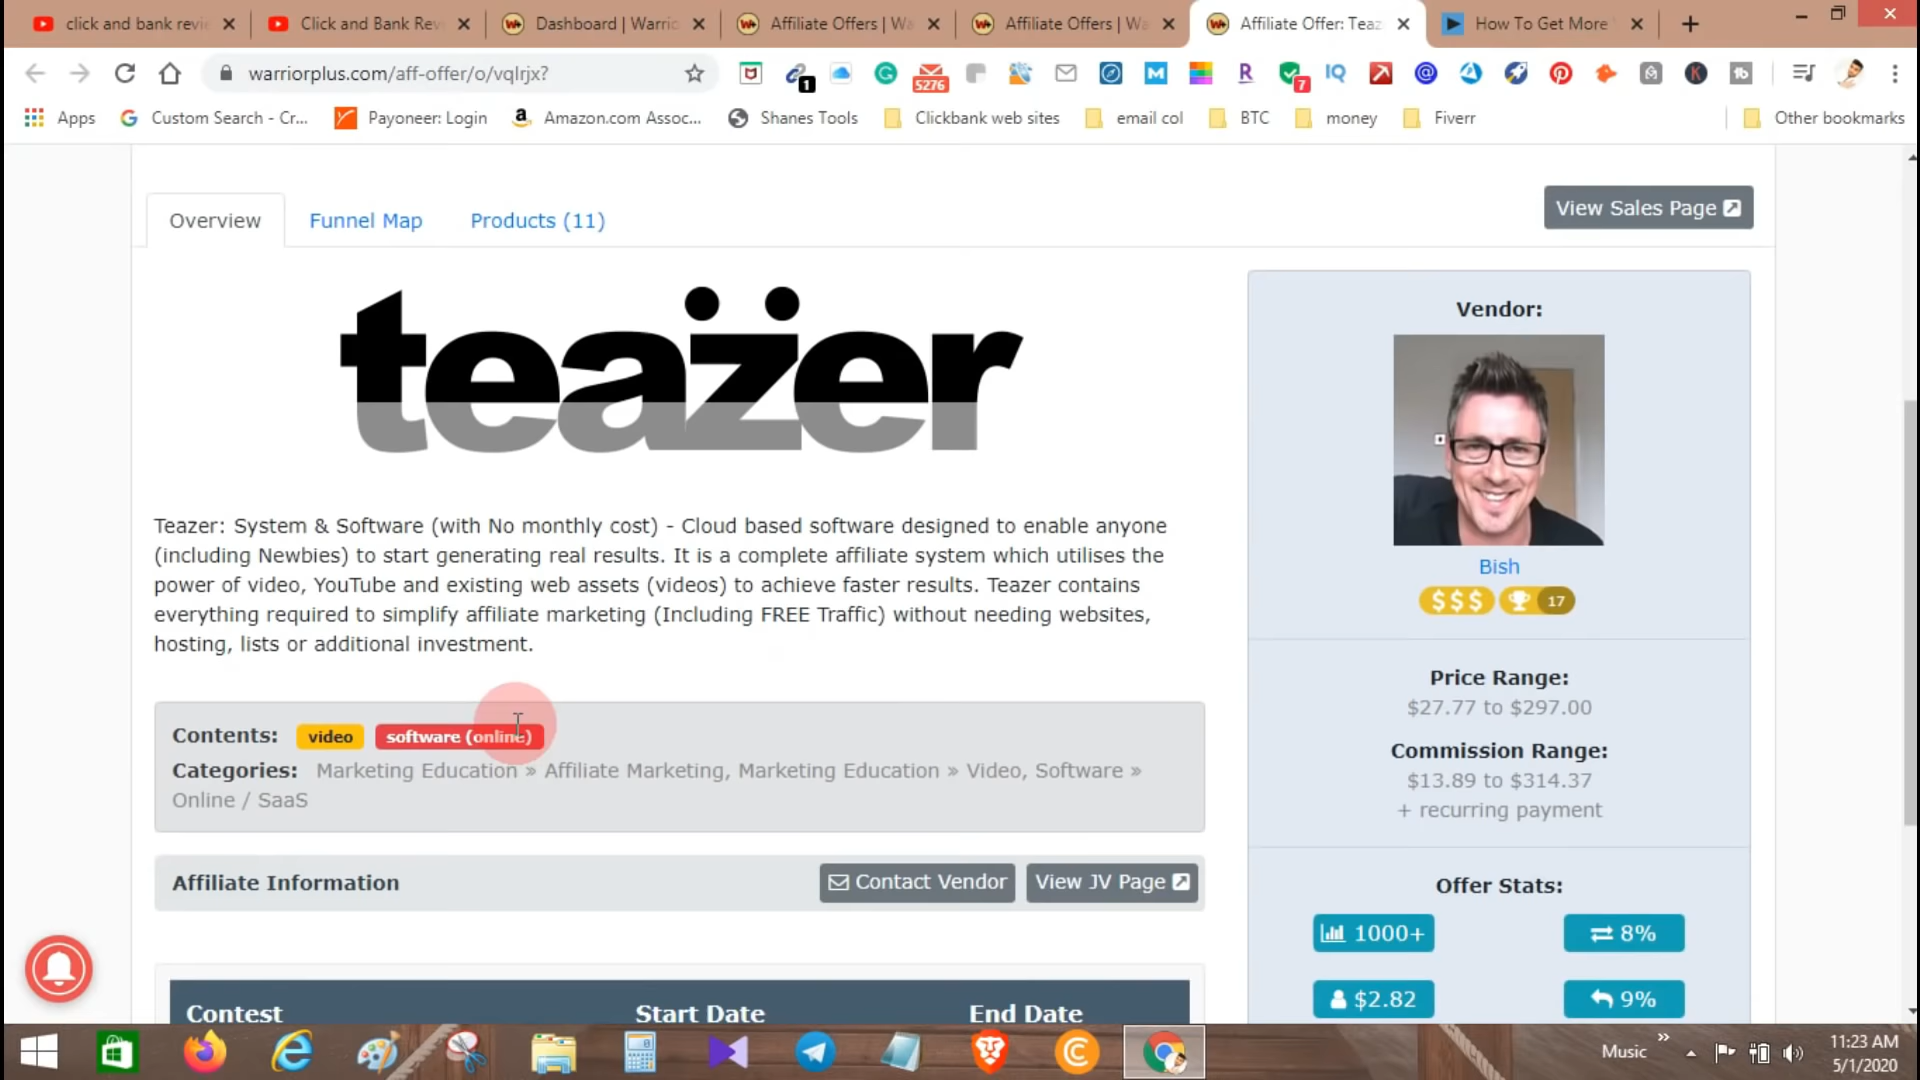 click and bank revi
Click and Bank Rev
Dashboard | Warrio
Affiliate Offers | Wa
Affiliate Offers | Wa
Affiliate Offer: Teaz
How To Get More
warriorplus.com/aff-offer/o/vqlrjx?
1
5276
7
Apps
Custom Search - Cr...
Payoneer: Login
Amazon.com Assoc...
Shanes Tools
Clickbank web sites
email col
BTC
money
Fiverr
Other bookmarks
Overview
Funnel Map
Products (11)
View Sales Page
teazer
Teazer: System & Software (with No monthly cost) - Cloud based software designed to enable anyone
(including Newbies) to start generating real results. It is a complete affiliate system which utilises the
power of video, YouTube and existing web assets (videos) to achieve faster results. Teazer contains
everything required to simplify affiliate marketing (Including FREE Traffic) without needing websites,
hosting, lists or additional investment.
Contents: video software (online)
Categories: Marketing Education » Affiliate Marketing, Marketing Education » Video, Software »
Online / SaaS
Affiliate Information
Contact Vendor
View JV Page
Contest Start Date End Date
Vendor:
Bish
$$$ 17
Price Range:
$27.77 to $297.00
Commission Range:
$13.89 to $314.37
+ recurring payment
Offer Stats:
1000+ 8%
$2.82 9%
Music
11:23 AM
5/1/2020